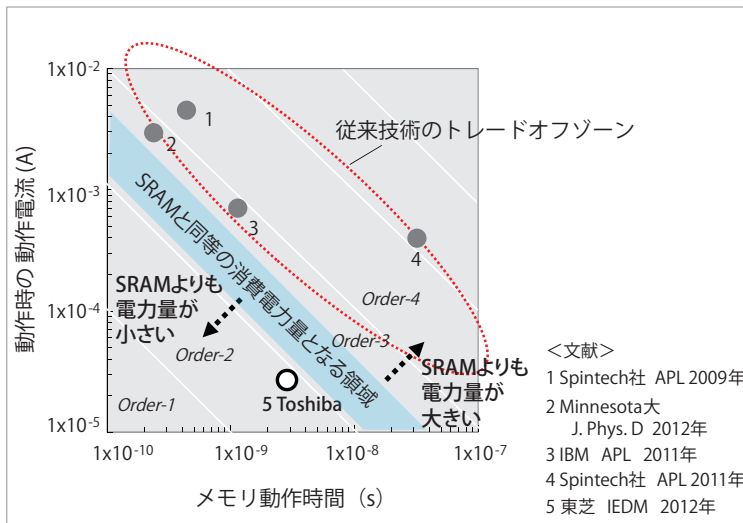 1x10-2
1x10-3
1x10-4
1x10-5
動作時の 動作電流 (A)
1
2
3
4
従来技術のトレードオフゾーン
SRAMと同等の消費電力量となる領域
SRAMよりも
電力量が
小さい
Order-4
Order-3
Order-2
Order-1
5 Toshiba
SRAMよりも
電力量が
大きい
1x10-10
1x10-9
1x10-8
1x10-7
メモリ動作時間（s）
＜文献＞
1 Spintech社 APL 2009年
2 Minnesota大
J. Phys. D 2012年
3 IBM APL 2011年
4 Spintech社 APL 2011年
5 東芝 IEDM 2012年